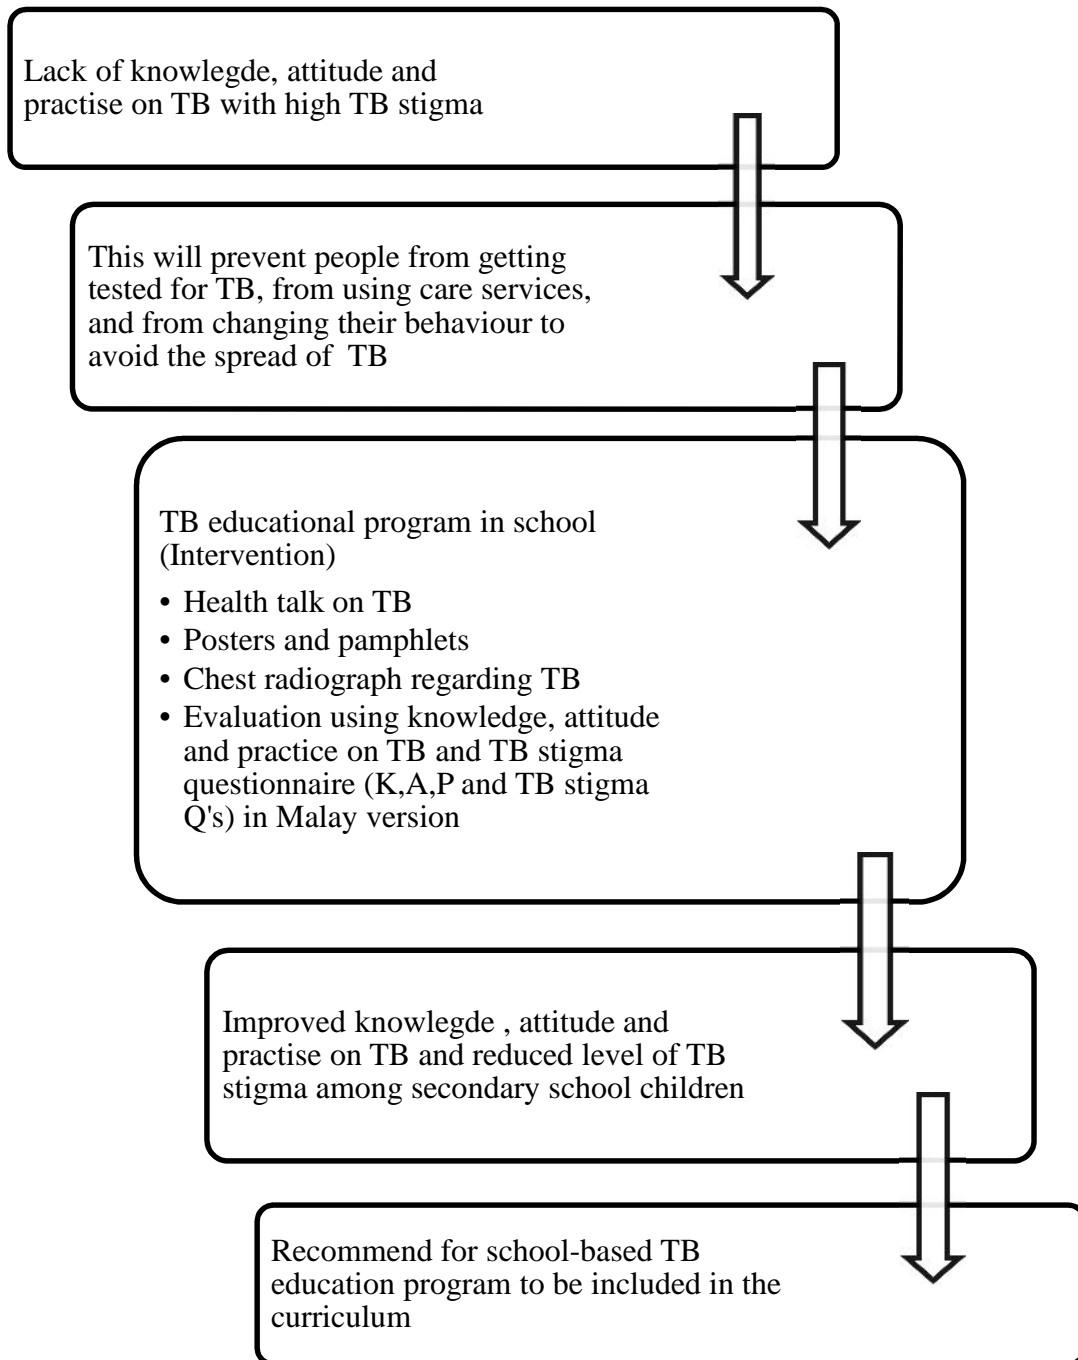 Lack of knowlegde, attitude and
practise on TB with high TB stigma
This will prevent people from getting
tested for TB, from using care services,
and from changing their behaviour to
avoid the spread of  TB
TB educational program in school
(Intervention)
• Health talk on TB
• Posters and pamphlets
• Chest radiograph regarding TB
• Evaluation using knowledge, attitude
and practice on TB and TB stigma
questionnaire (K,A,P and TB stigma
Q's) in Malay version
Improved knowlegde , attitude and
practise on TB and reduced level of TB
stigma among secondary school children
Recommend for school-based TB
education program to be included in the
curriculum